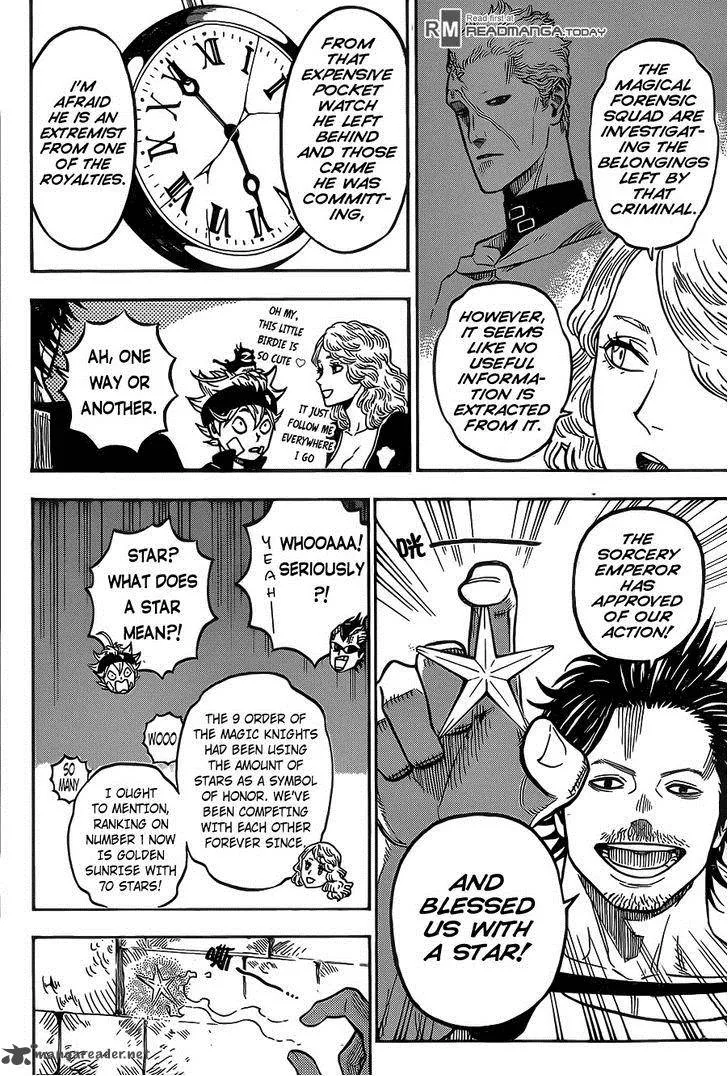 Read first at
RM READMANGA.TODAY
THE
MAGICAL
FORENSIC
SQUAD ARE
INVESTIGAT-
ING THE
BELONGINGS
LEFT BY
THAT
CRIMINAL.
HOWEVER,
IT SEEMS
LIKE NO
USEFUL
INFORMA-
TION IS
EXTRACTED
FROM IT.
FROM
THAT
EXPENSIVE
POCKET
WATCH
HE LEFT
BEHIND
AND THOSE
CRIME
HE WAS
COMMITT-
ING,
I'M
AFRAID
HE IS AN
EXTREMIST
FROM ONE
OF THE
ROYALTIES.
OH MY,
THIS LITTLE
BIRDIE IS
SO CUTE ♡
IT JUST
FOLLOW ME
EVERYWHERE
I GO
AH, ONE
WAY OR
ANOTHER.
THE
SORCERY
EMPEROR
HAS
APPROVED
OF OUR
ACTION!
AND
BLESSED
US WITH
A STAR!
WHOOAAA!
SERIOUSLY
?!
YEAH
STAR?
WHAT DOES
A STAR
MEAN?!
THE 9 ORDER OF
THE MAGIC KNIGHTS
HAD BEEN USING
THE AMOUNT OF
STARS AS A SYMBOL
OF HONOR. WE'VE
BEEN COMPETING
WITH EACH OTHER
FOREVER SINCE.
WOOO
SO
MANY
I OUGHT
TO MENTION,
RANKING ON
NUMBER 1 NOW
IS GOLDEN
SUNRISE WITH
70 STARS!
mangareader.net